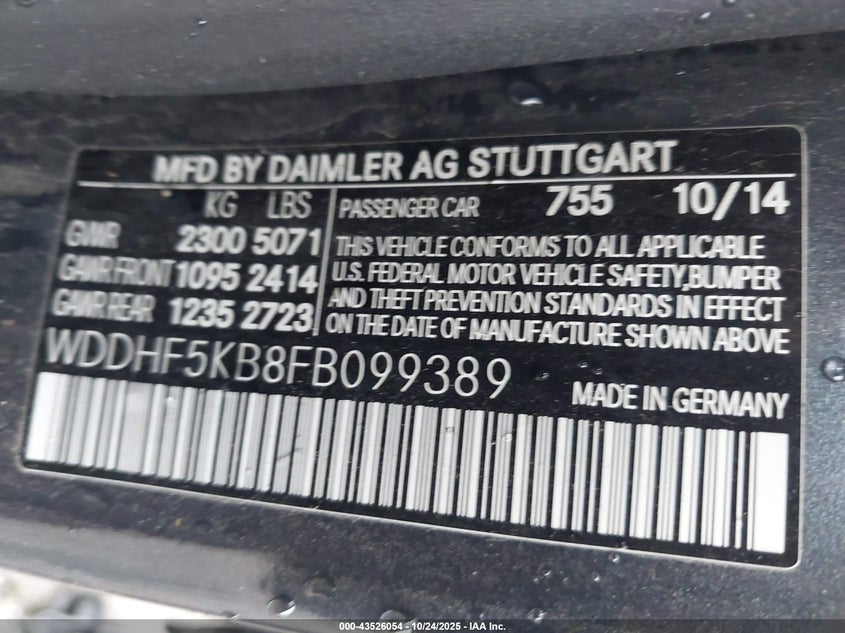 MFD BY DAIMLER AG STUTTGART
KG LBS
GWR 2300 5071
GAWR FRONT 1095 2414
GAWR REAR 1235 2723
PASSENGER CAR 755 10/14
THIS VEHICLE CONFORMS TO ALL APPLICABLE
U.S. FEDERAL MOTOR VEHICLE SAFETY, BUMPER
AND THEFT PREVENTION STANDARDS IN EFFECT
ON THE DATE OF MANUFACTURE SHOWN ABOVE
WDDHF5KB8FB099389
MADE IN GERMANY
000-43526054 - 10/24/2025 - IAA Inc.